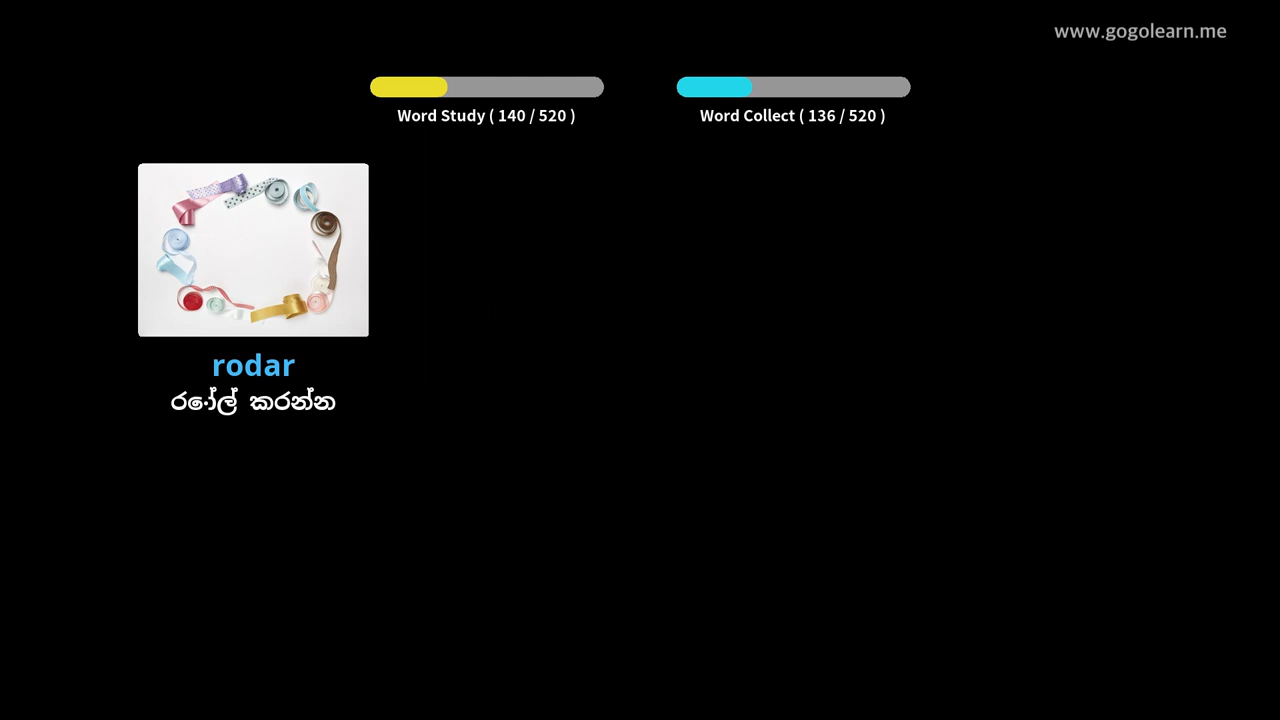 www.gogolearn.me
Word Study ( 140 / 520 )
Word Collect ( 136 / 520 )
rodar
රෝල් කරන්න